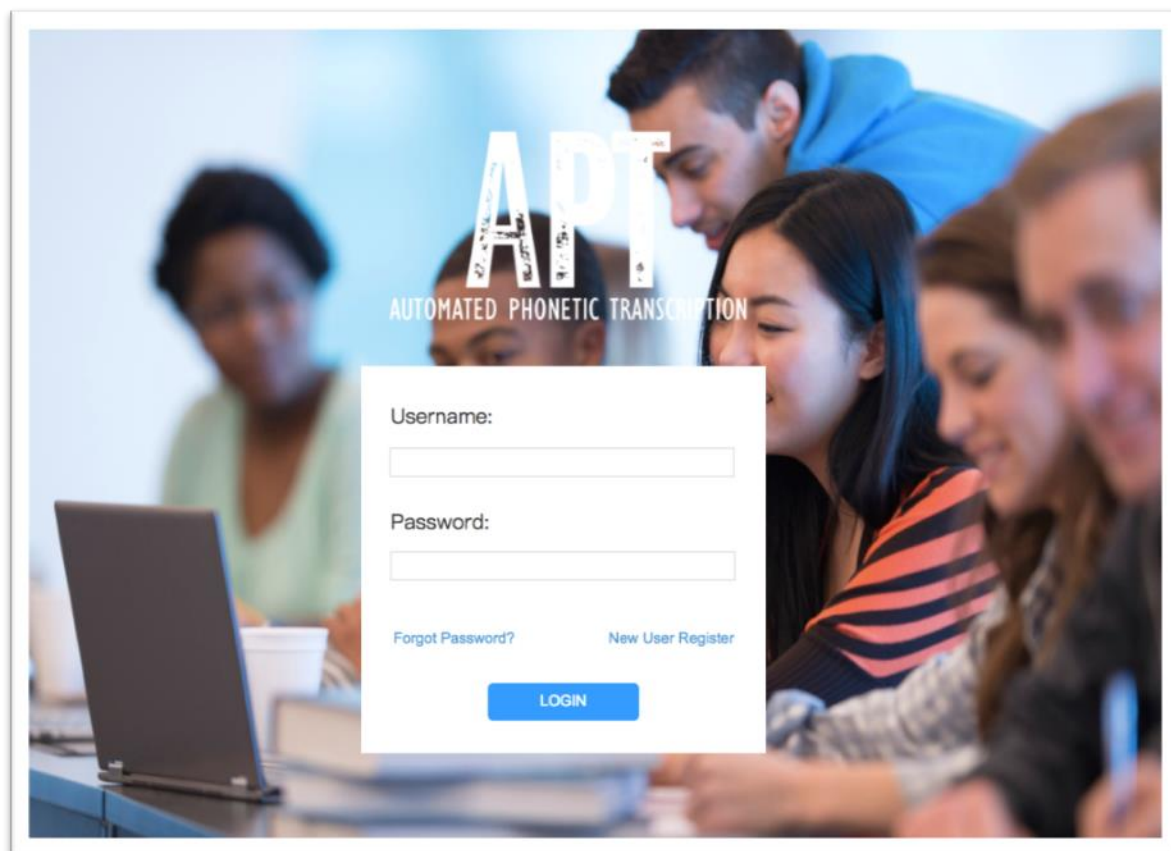 APT
AUTOMATED PHONETIC TRANSCRIPTION
Username:
Password:
Forgot Password? New User Register
LOGIN